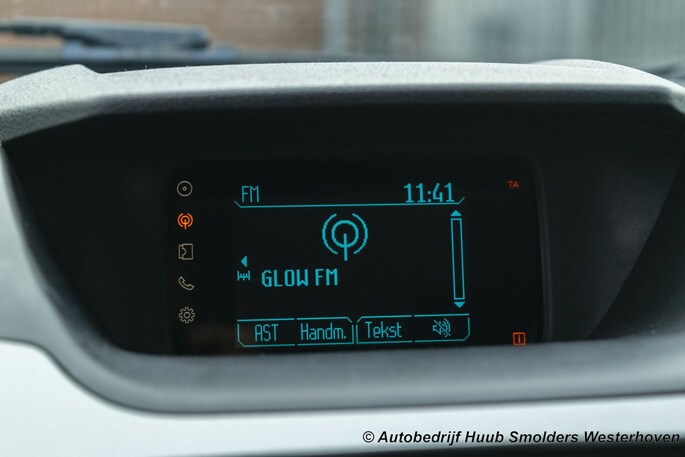 FM 11:41 TA
GLOW FM
AST Handm. Tekst
i
© Autobedrijf Huub Smolders Westerhoven